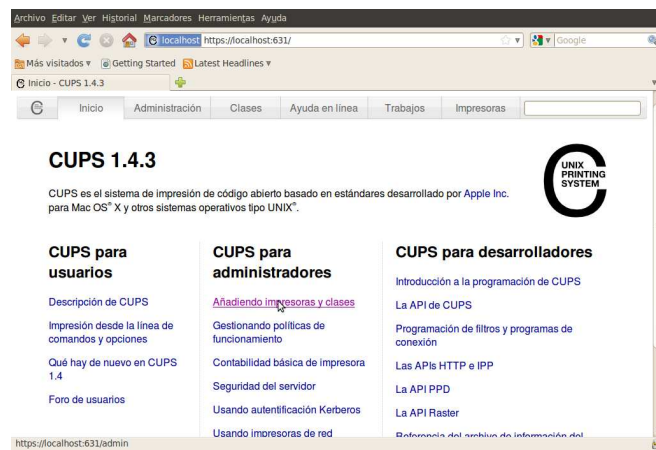 Archivo Editar Ver Historial Marcadores Herramientas Ayuda
localhost https://localhost:631/
Google
Más visitados Getting Started Latest Headlines
Inicio - CUPS 1.4.3
Inicio Administración Clases Ayuda en línea Trabajos Impresoras
CUPS 1.4.3
CUPS es el sistema de impresión de código abierto basado en estándares desarrollado por Apple Inc.
para Mac OS® X y otros sistemas operativos tipo UNIX®.
UNIX
PRINTING
SYSTEM
CUPS para
usuarios
Descripción de CUPS
Impresión desde la línea de
comandos y opciones
Qué hay de nuevo en CUPS
1.4
Foro de usuarios
CUPS para
administradores
Añadiendo impresoras y clases
Gestionando políticas de
funcionamiento
Contabilidad básica de impresora
Seguridad del servidor
Usando autentificación Kerberos
Usando impresoras de red
CUPS para desarrolladores
Introducción a la programación de CUPS
La API de CUPS
Programación de filtros y programas de
conexión
Las APIs HTTP e IPP
La API PPD
La API Raster
Referencia del archivo de información del
https://localhost:631/admin